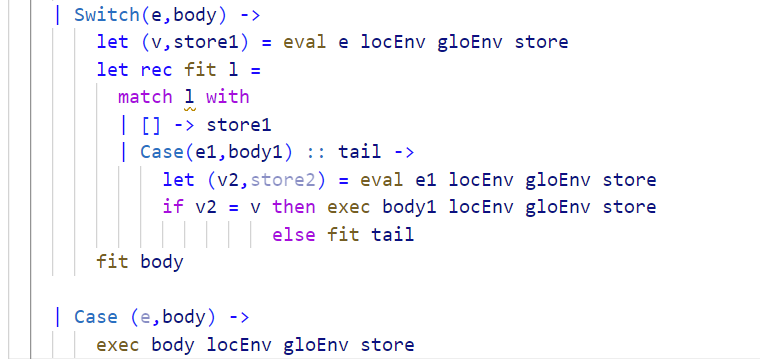 | Switch(e,body) ->
let (v,store1) = eval e locEnv gloEnv store
let rec fit l =
match l with
| [] -> store1
| Case(e1,body1) :: tail ->
let (v2,store2) = eval e1 locEnv gloEnv store
if v2 = v then exec body1 locEnv gloEnv store
else fit tail
fit body
| Case (e,body) ->
exec body locEnv gloEnv store